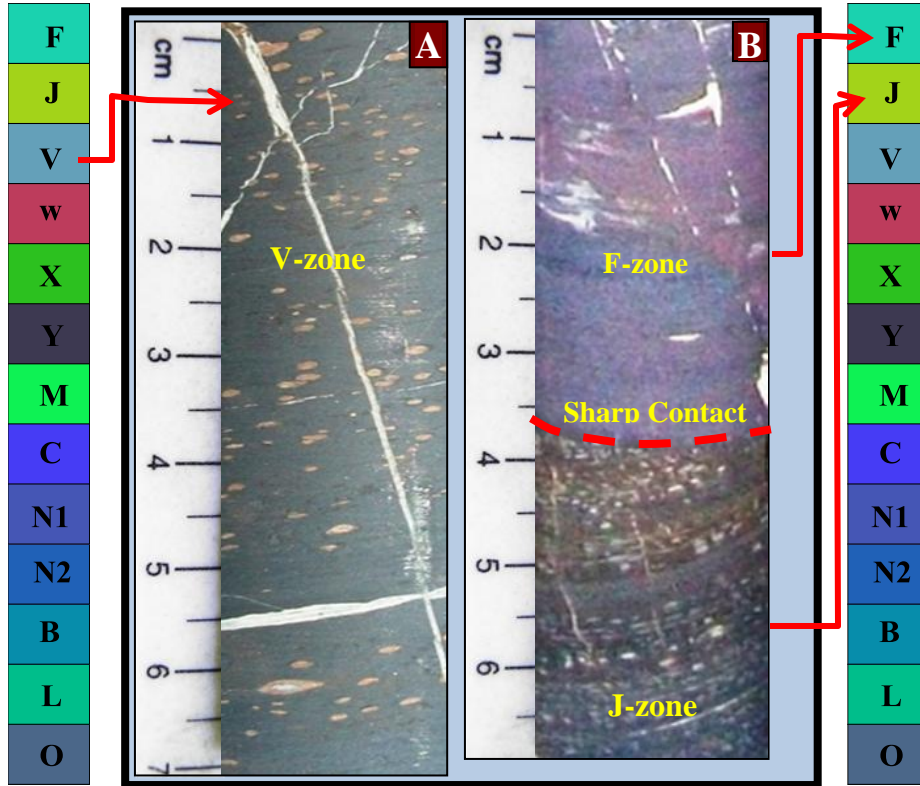 F
J
V
w
X
Y
M
C
N1
N2
B
L
O
cm
1
2
3
4
5
6
7
A
V-zone
cm
1
2
3
4
5
6
B
F-zone
Sharp Contact
J-zone
F
J
V
w
X
Y
M
C
N1
N2
B
L
O